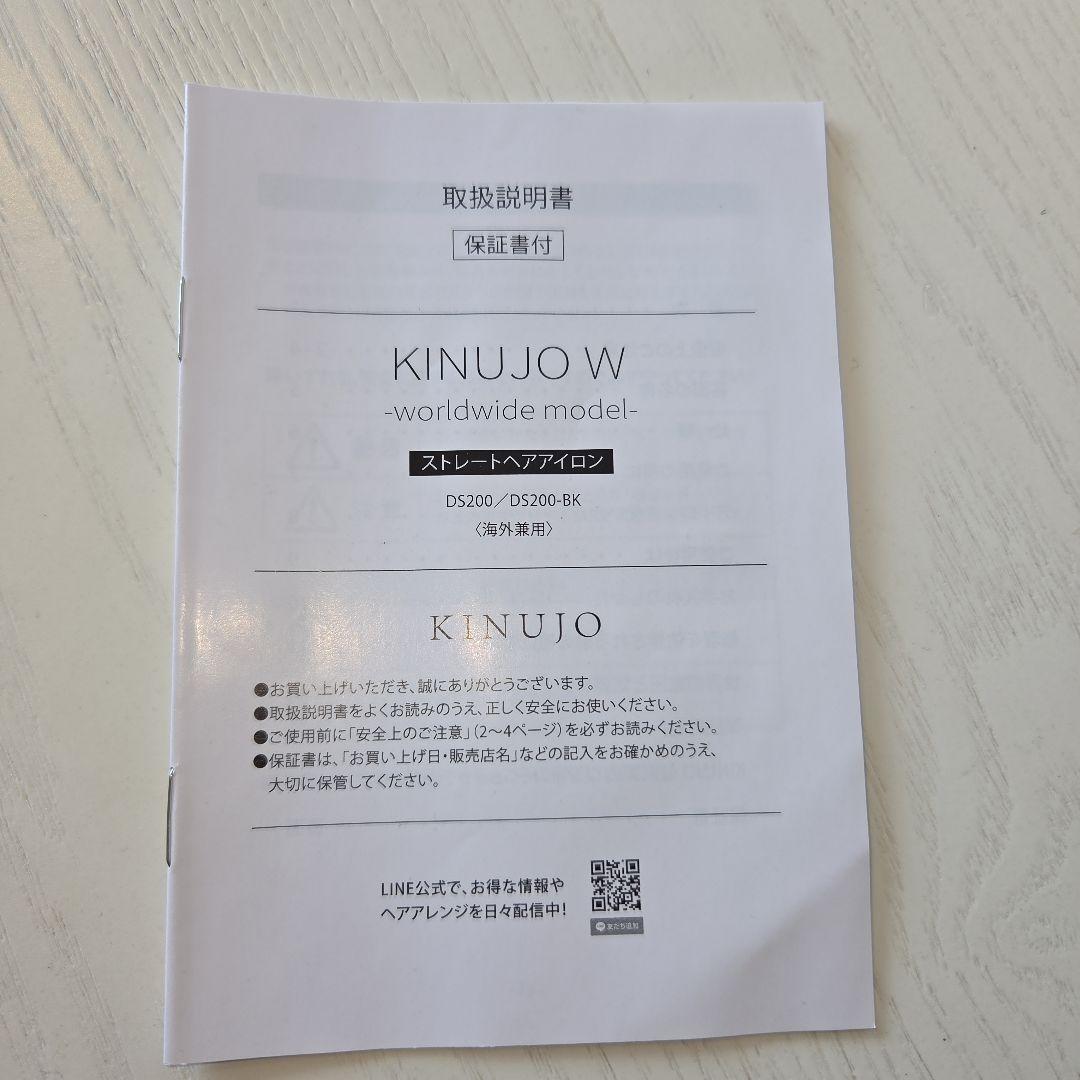 取扱説明書
保証書付
KINUJO W
-worldwide model-
ストレートヘアアイロン
DS200／DS200-BK
〈海外兼用〉
KINUJO
●お買い上げいただき、誠にありがとうございます。
●取扱説明書をよくお読みのうえ、正しく安全にお使いください。
●ご使用前に「安全上のご注意」（2〜4ページ）を必ずお読みください。
●保証書は、「お買い上げ日・販売店名」などの記入をお確かめのうえ、
大切に保管してください。
LINE公式で、お得な情報や
ヘアアレンジを日々配信中！
友だち追加